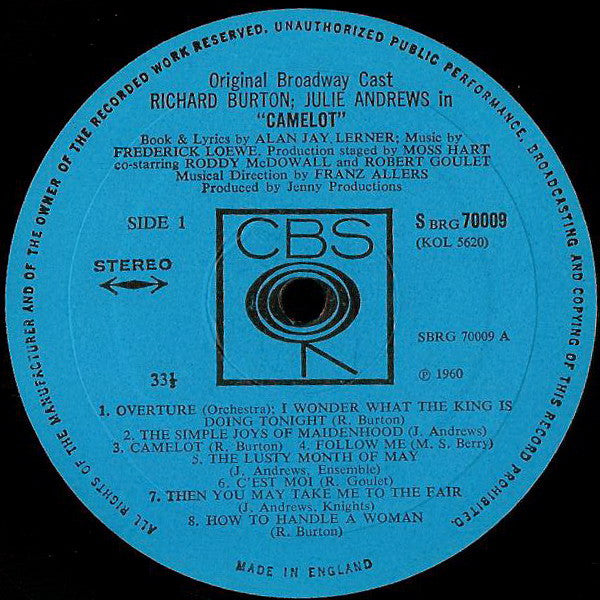 ALL RIGHTS OF THE MANUFACTURER AND OF THE OWNER OF THE RECORDED WORK RESERVED. UNAUTHORIZED PUBLIC PERFORMANCE, BROADCASTING AND COPYING OF THIS RECORD PROHIBITED.
Original Broadway Cast
RICHARD BURTON; JULIE ANDREWS in
"CAMELOT"
Book & Lyrics by ALAN JAY LERNER; Music by
FREDERICK LOEWE, Production staged by MOSS HART
co-starring RODDY McDOWALL and ROBERT GOULET
Musical Direction by FRANZ ALLERS
Produced by Jenny Productions
SIDE 1
CBS
S BRG 70009
(KOL 5620)
STEREO
SBRG 70009 A
33⅓
℗ 1960
1. OVERTURE (Orchestra); I WONDER WHAT THE KING IS
DOING TONIGHT (R. Burton)
2. THE SIMPLE JOYS OF MAIDENHOOD (J. Andrews)
3. CAMELOT (R. Burton) 4. FOLLOW ME (M. S. Berry)
5. THE LUSTY MONTH OF MAY
(J. Andrews, Ensemble)
6. C'EST MOI (R. Goulet)
7. THEN YOU MAY TAKE ME TO THE FAIR
(J. Andrews, Knights)
8. HOW TO HANDLE A WOMAN
(R. Burton)
MADE IN ENGLAND